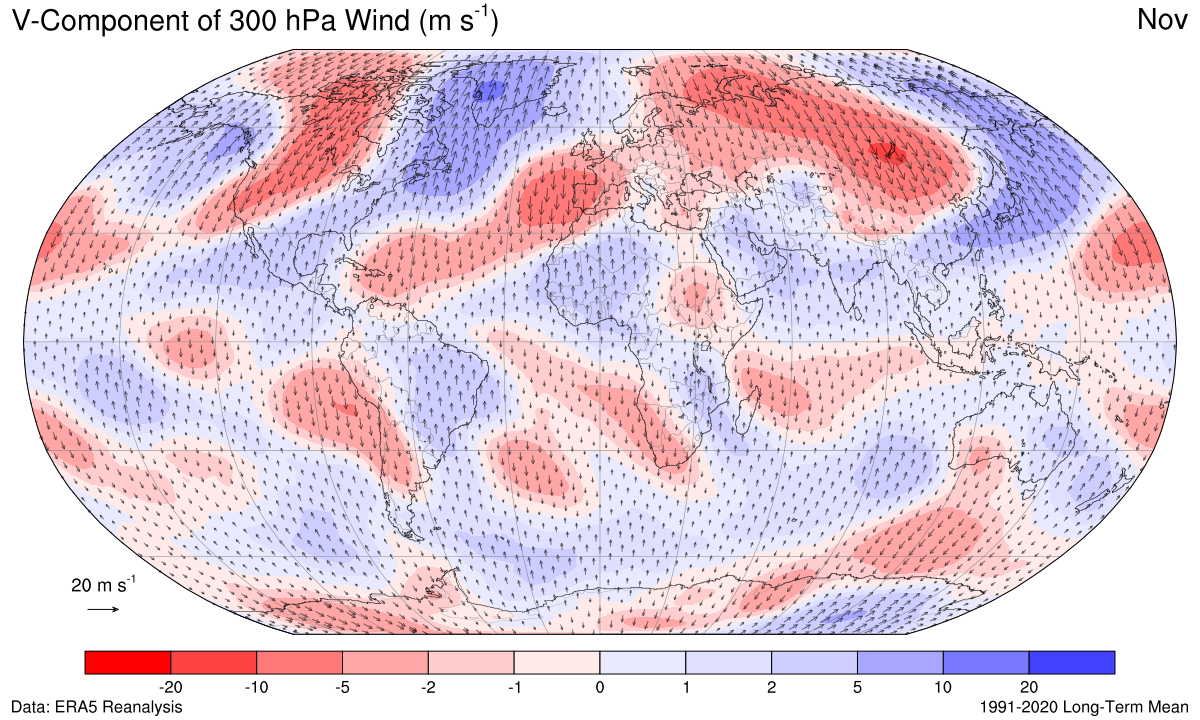 V-Component of 300 hPa Wind (m s-1)
Nov
20 m s-1
-20 -10 -5 -2 -1 0 1 2 5 10 20
Data: ERA5 Reanalysis
1991-2020 Long-Term Mean